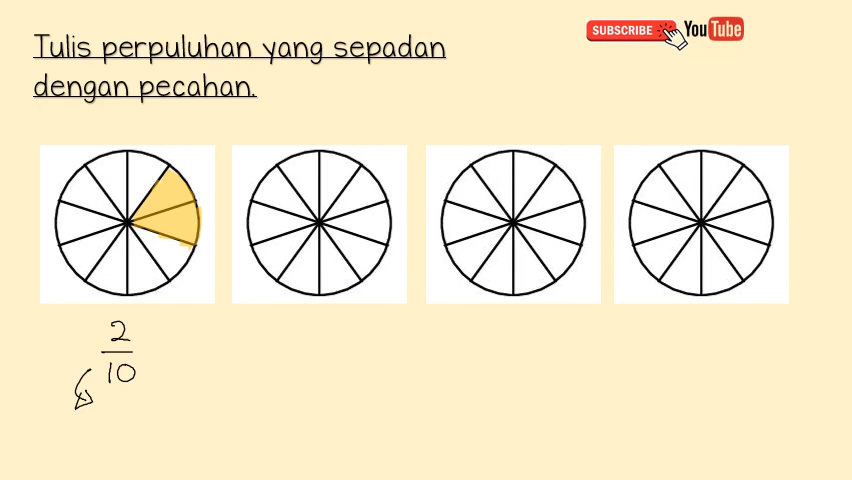 Tulis perpuluhan yang sepadan
dengan pecahan.
SUBSCRIBE YouTube
2
10